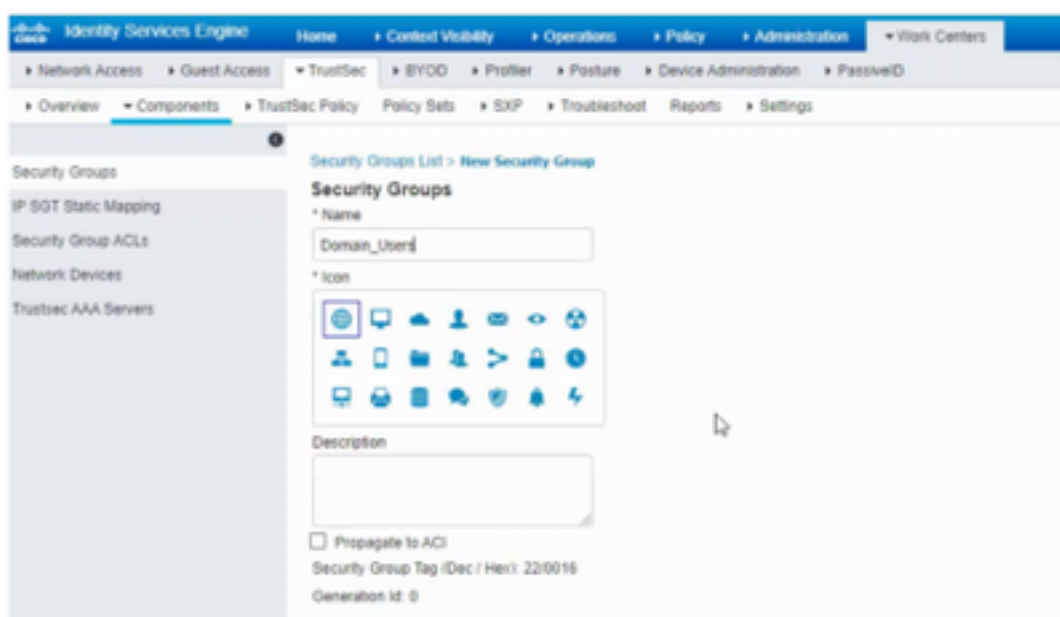 CISCO Identity Services Engine Home Context Visibility Operations Policy Administration Work Centers
Network Access Guest Access TrustSec BYOD Profiler Posture Device Administration PassiveID
Overview Components TrustSec Policy Policy Sets SXP Troubleshoot Reports Settings
Security Groups
IP SGT Static Mapping
Security Group ACLs
Network Devices
Trustsec AAA Servers
Security Groups List > New Security Group
Security Groups
* Name
Domain_Users
* Icon
Description
Propagate to ACI
Security Group Tag (Dec / Hex): 22/0016
Generation Id: 0